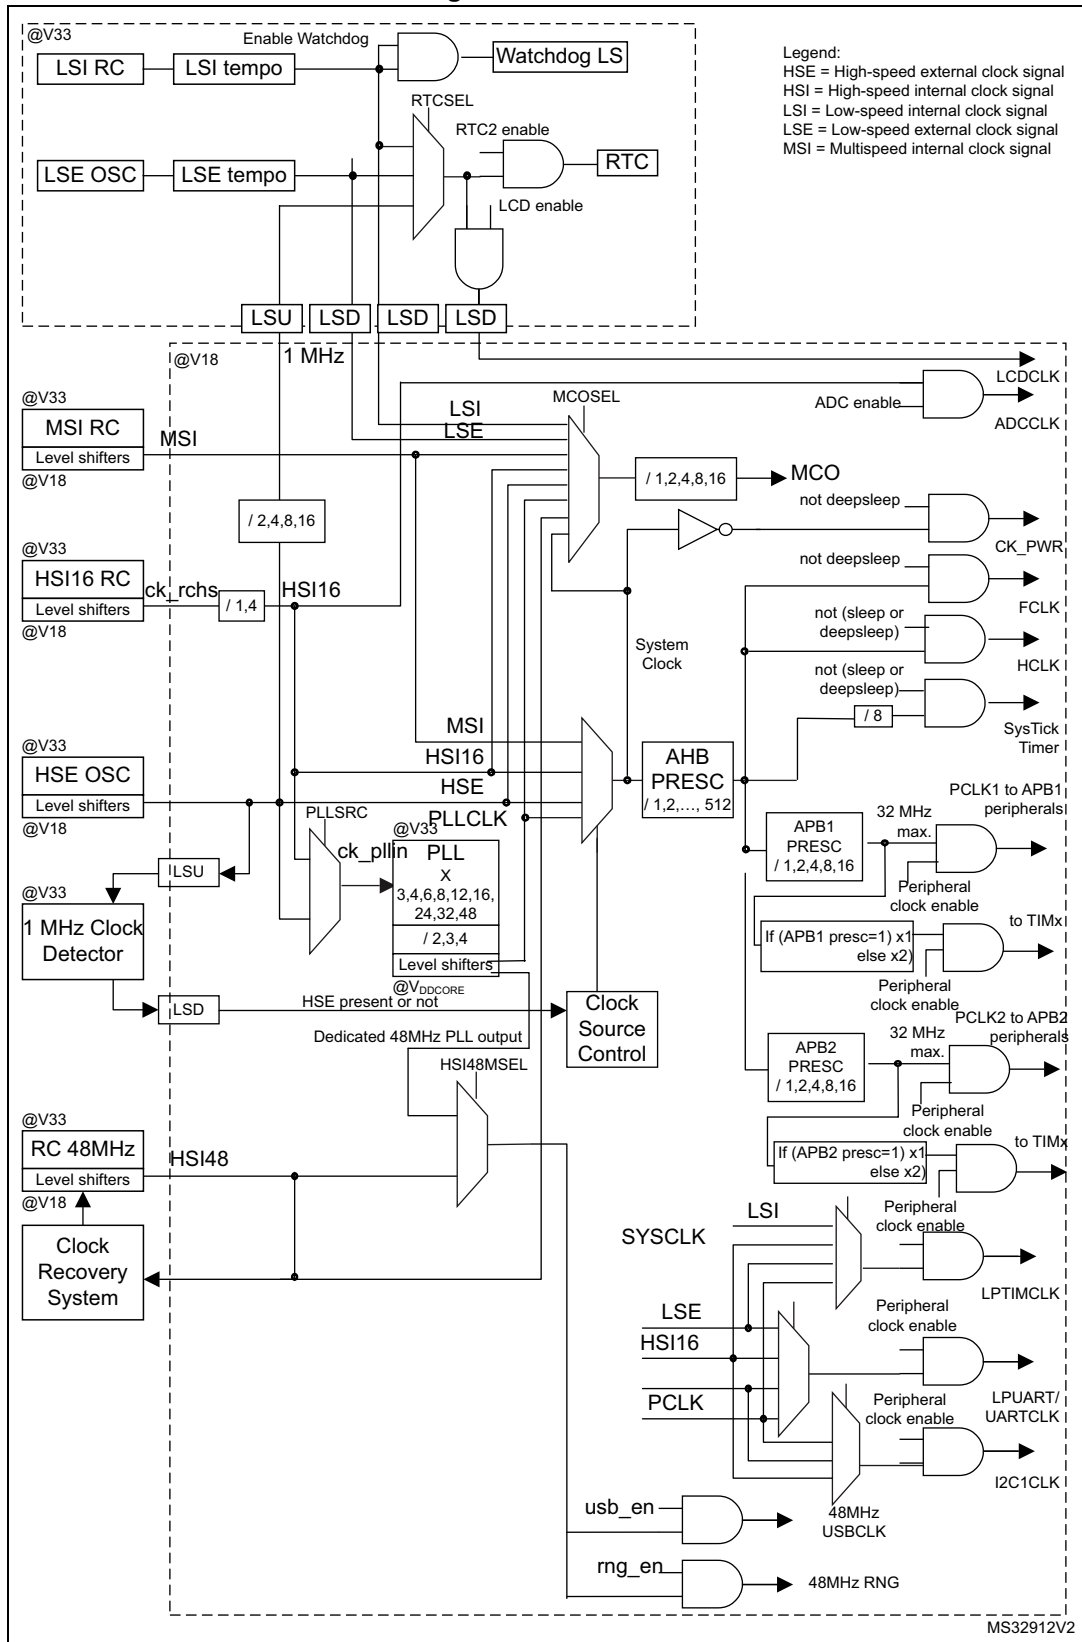 @V33
Enable Watchdog
LSI RC
LSI tempo
Watchdog LS
Legend:
HSE = High-speed external clock signal
HSI = High-speed internal clock signal
LSI = Low-speed internal clock signal
LSE = Low-speed external clock signal
MSI = Multispeed internal clock signal
RTCSEL
RTC2 enable
LSE OSC
LSE tempo
RTC
LCD enable
LSU
LSD
LSD
LSD
@V18
1 MHz
LCDCLK
@V33
MSI RC
Level shifters
@V18
MSI
LSI
LSE
MCOSEL
ADC enable
ADCCLK
/ 1,2,4,8,16
MCO
/ 2,4,8,16
not deepsleep
CK_PWR
@V33
HSI16 RC
Level shifters
@V18
ck_rchs
/ 1,4
HSI16
not deepsleep
FCLK
not (sleep or
deepsleep)
HCLK
System
Clock
not (sleep or
deepsleep)
/ 8
SysTick
Timer
@V33
HSE OSC
Level shifters
@V18
MSI
HSI16
HSE
PLLCLK
AHB
PRESC
/ 1,2,..., 512
PCLK1 to APB1
peripherals
32 MHz
max.
APB1
PRESC
/ 1,2,4,8,16
Peripheral
clock enable
PLLSRC
ck_pllin
@V33
PLL
X
3,4,6,8,12,16,
24,32,48
/ 2,3,4
Level shifters
@VDDCORE
LSU
@V33
1 MHz Clock
Detector
to TIMx
If (APB1 presc=1) x1
else x2)
Peripheral
clock enable
LSD
HSE present or not
Clock
Source
Control
Dedicated 48MHz PLL output
PCLK2 to APB2
peripherals
32 MHz
max.
APB2
PRESC
/ 1,2,4,8,16
HSI48MSEL
Peripheral
clock enable
@V33
RC 48MHz
Level shifters
@V18
HSI48
to TIMx
If (APB2 presc=1) x1
else x2)
Peripheral
clock enable
Clock
Recovery
System
LSI
SYSCLK
LPTIMCLK
LSE
HSI16
PCLK
Peripheral
clock enable
LPUART/
UARTCLK
Peripheral
clock enable
I2C1CLK
usb_en
48MHz
USBCLK
rng_en
48MHz RNG
MS32912V2